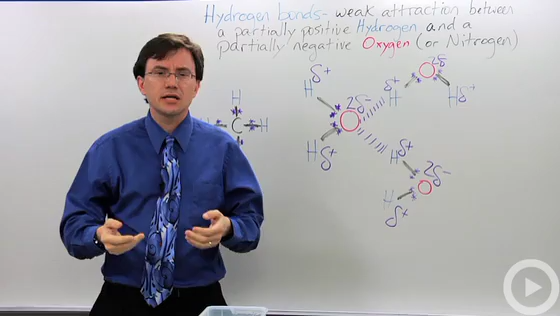 Hydrogen bonds- weak attraction between
a partially positive Hydrogen and a
partially negative Oxygen (or Nitrogen)
H δ+
H δ+
2δ-
O
δ+
H
O
H δ+
H δ+
2δ-
O
H
δ+
H
H C H